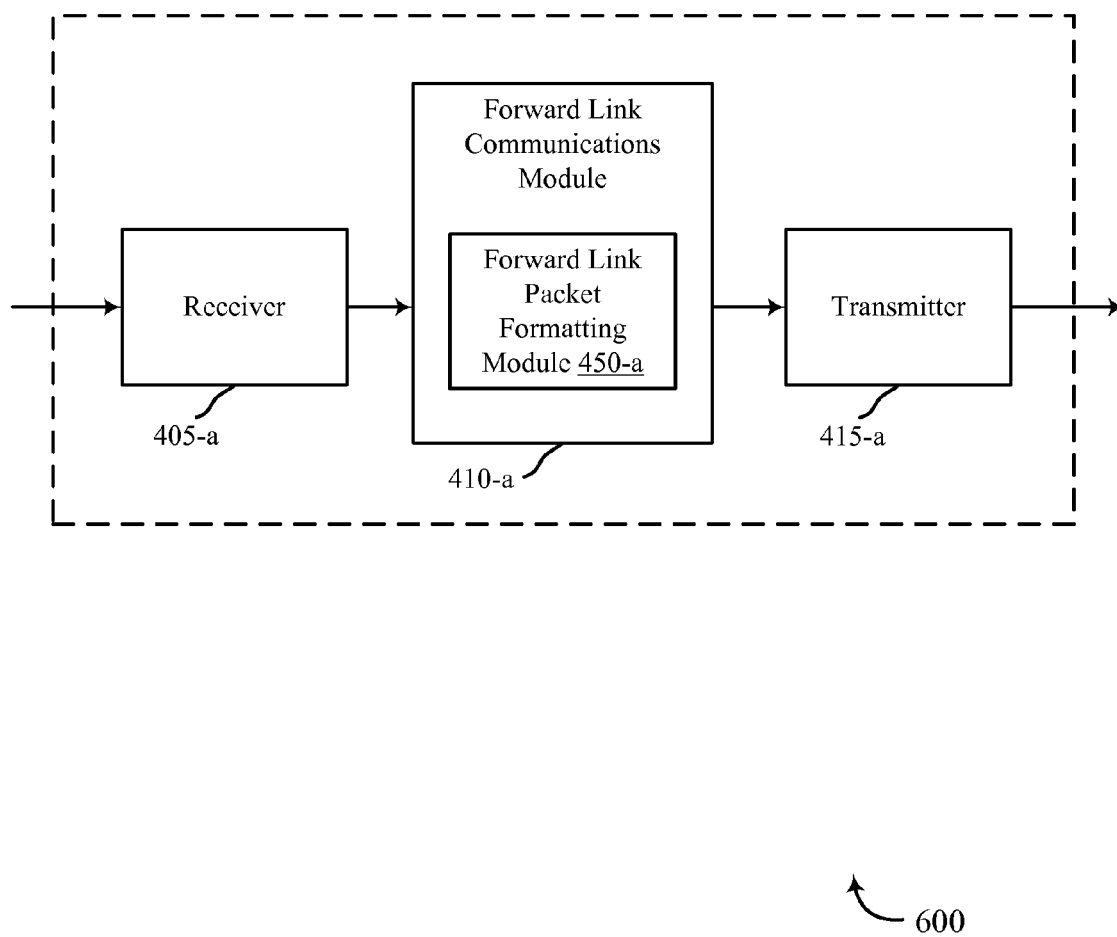 Forward Link
Communications
Module
Receiver
Forward Link
Packet
Formatting
Module 450-a
Transmitter
405-a
410-a
415-a
600